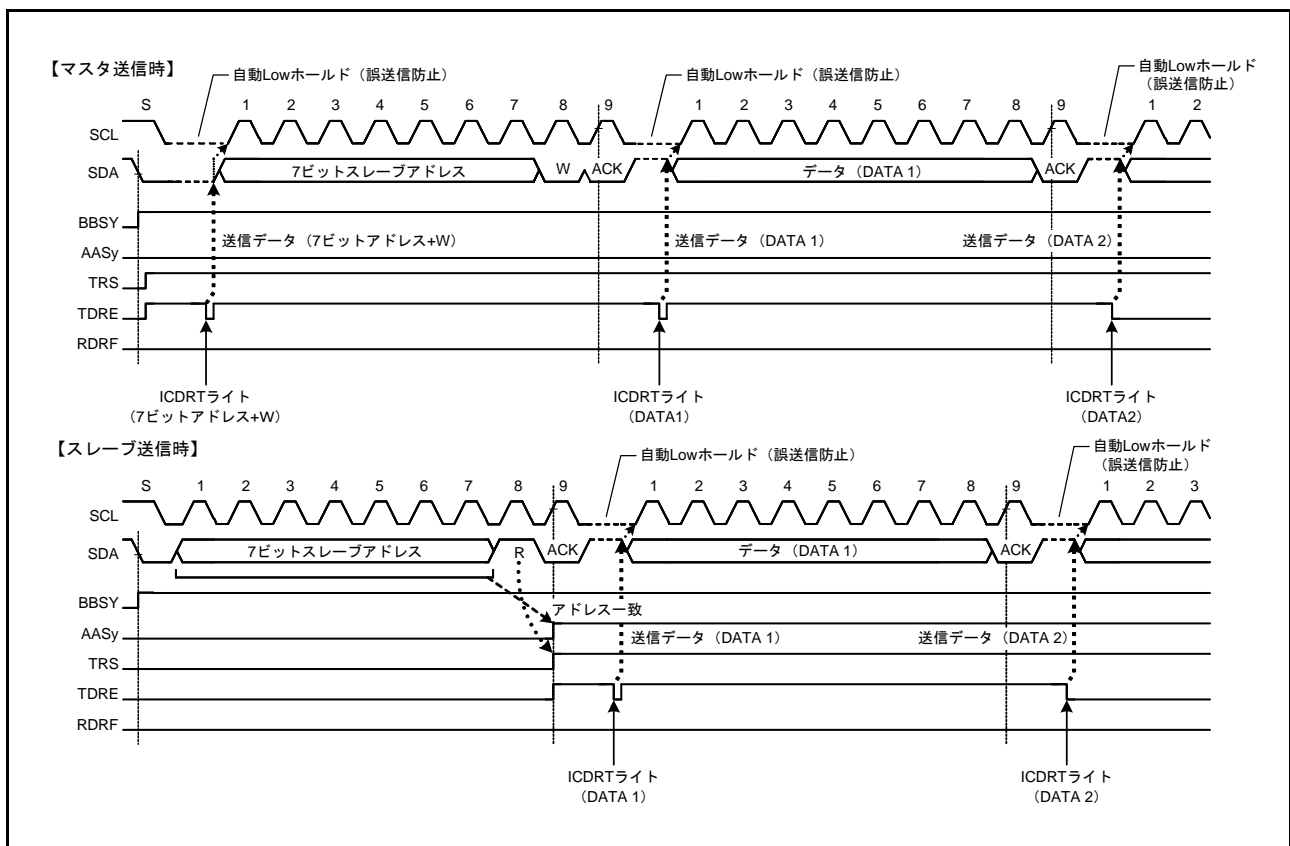 【マスタ送信時】
自動Lowホールド（誤送信防止）
自動Lowホールド（誤送信防止）
自動Lowホールド
（誤送信防止）
S 1 2 3 4 5 6 7 8 9 1 2 3 4 5 6 7 8 9 1 2
SCL
SDA 7ビットスレーブアドレス W ACK データ（DATA 1） ACK
BBSY
送信データ（7ビットアドレス+W） 送信データ（DATA 1） 送信データ（DATA 2）
AASy
TRS
TDRE
RDRF
ICDRTライト
（7ビットアドレス+W）
ICDRTライト
（DATA1）
ICDRTライト
（DATA2）
【スレーブ送信時】
自動Lowホールド（誤送信防止）
自動Lowホールド
（誤送信防止）
S 1 2 3 4 5 6 7 8 9 1 2 3 4 5 6 7 8 9 1 2 3
SCL
SDA 7ビットスレーブアドレス R ACK データ（DATA 1） ACK
BBSY
アドレス一致
AASy
送信データ（DATA 1） 送信データ（DATA 2）
TRS
TDRE
RDRF
ICDRTライト
（DATA 1）
ICDRTライト
（DATA 2）